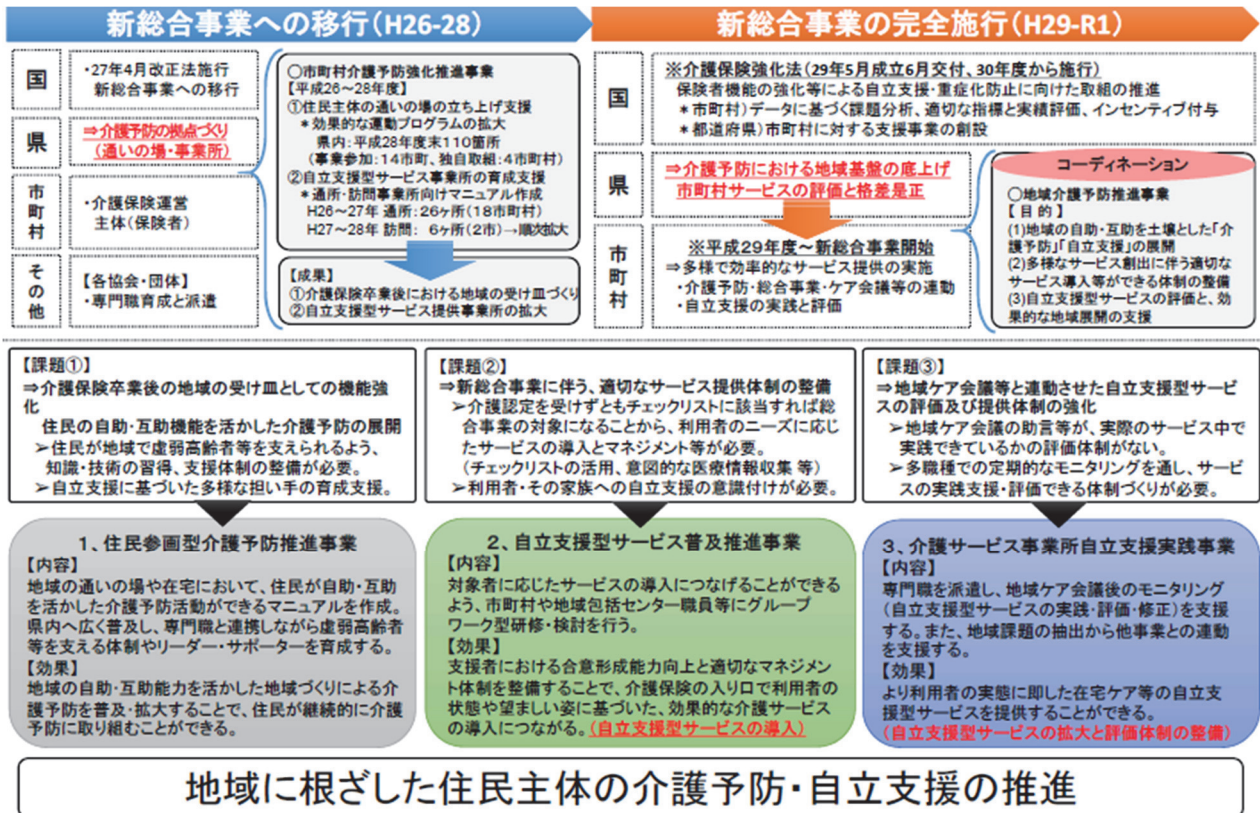 新総合事業への移行(H26-28)
国
・27年4月改正法施行
新総合事業への移行
県
⇒介護予防の拠点づくり
(通いの場・事業所)
市町村
・介護保険運営
主体(保険者)
その他
【各協会・団体】
・専門職育成と派遣
○市町村介護予防強化推進事業
【平成26～28年度】
①住民主体の通いの場の立ち上げ支援
＊効果的な運動プログラムの拡大
県内：平成28年度末110箇所
(事業参加：14市町、独自取組：4市町村)
②自立支援型サービス事業所の育成支援
＊通所・訪問事業所向けマニュアル作成
H26～27年 通所：26ヶ所(18市町村)
H27～28年 訪問： 6ヶ所(2市)→順次拡大
【成果】
①介護保険卒業後における地域の受け皿づくり
②自立支援型サービス提供事業所の拡大
新総合事業の完全施行(H29-R1)
国
※介護保険強化法(29年5月成立6月交付、30年度から施行)
保険者機能の強化等による自立支援・重症化防止に向けた取組の推進
＊市町村)データに基づく課題分析、適切な指標と実績評価、インセンティブ付与
＊都道府県)市町村に対する支援事業の創設
県
⇒介護予防における地域基盤の底上げ
市町村サービスの評価と格差是正
市町村
※平成29年度～新総合事業開始
⇒多様で効率的なサービス提供の実施
・介護予防・総合事業・ケア会議等の連動
・自立支援の実践と評価
コーディネーション
○地域介護予防推進事業
【目的】
(1)地域の自助・互助を土壌とした「介
護予防」「自立支援」の展開
(2)多様なサービス創出に伴う適切な
サービス導入等ができる体制の整備
(3)自立支援型サービスの評価と、効
果的な地域展開の支援
【課題①】
⇒介護保険卒業後の地域の受け皿としての機能強
化
住民の自助・互助機能を活かした介護予防の展開
➢住民が地域で虚弱高齢者等を支えられるよう、
知識・技術の習得、支援体制の整備が必要。
➢自立支援に基づいた多様な担い手の育成支援。
【課題②】
⇒新総合事業に伴う、適切なサービス提供体制の整備
➢介護認定を受けずともチェックリストに該当すれば総
合事業の対象になることから、利用者のニーズに応じ
たサービスの導入とマネジメント等が必要。
(チェックリストの活用、意図的な医療情報収集 等)
➢利用者・その家族への自立支援の意識付けが必要。
【課題③】
⇒地域ケア会議等と連動させた自立支援型サービ
スの評価及び提供体制の強化
➢地域ケア会議の助言等が、実際のサービス中で
実践できているかの評価体制がない。
➢多職種での定期的なモニタリングを通し、サービ
スの実践支援・評価できる体制づくりが必要。
1、住民参画型介護予防推進事業
【内容】
地域の通いの場や在宅において、住民が自助・互助
を活かした介護予防活動ができるマニュアルを作成。
県内へ広く普及し、専門職と連携しながら虚弱高齢者
等を支える体制やリーダー・サポーターを育成する。
【効果】
地域の自助・互助能力を活かした地域づくりによる介
護予防を普及・拡大することで、住民が継続的に介護
予防に取り組むことができる。
2、自立支援型サービス普及推進事業
【内容】
対象者に応じたサービスの導入につなげることができる
よう、市町村や地域包括センター職員等にグループ
ワーク型研修・検討を行う。
【効果】
支援者における合意形成能力向上と適切なマネジメン
ト体制を整備することで、介護保険の入り口で利用者の
状態や望ましい姿に基づいた、効果的な介護サービス
の導入につながる。(自立支援型サービスの導入)
3、介護サービス事業所自立支援実践事業
【内容】
専門職を派遣し、地域ケア会議後のモニタリング
(自立支援型サービスの実践・評価・修正)を支援
する。また、地域課題の抽出から他事業との連動
を支援する。
【効果】
より利用者の実態に即した在宅ケア等の自立支
援型サービスを提供することができる。
(自立支援型サービスの拡大と評価体制の整備)
地域に根ざした住民主体の介護予防・自立支援の推進